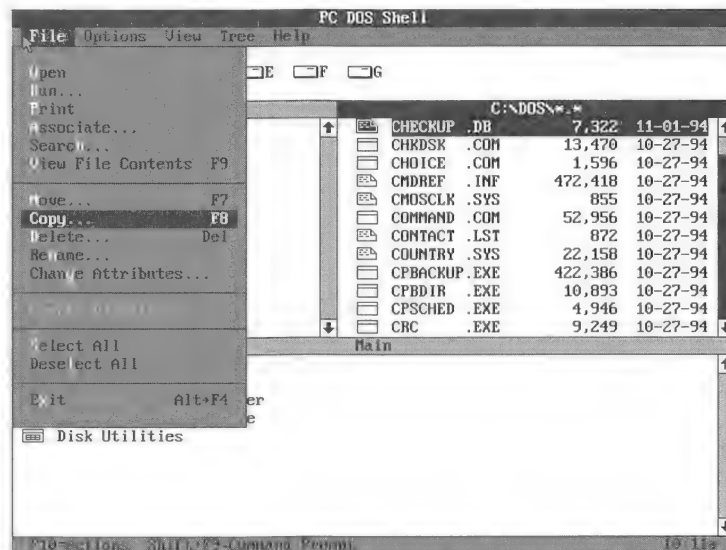 PC DOS Shell
File Options View Tree Help
Open
E F G
Run...
Print
C:\DOS\*.*
Associate...
CHECKUP .DB 7,322 11-01-94
Search...
CHKDSK .COM 13,470 10-27-94
View File Contents F9
CHOICE .COM 1,596 10-27-94
CMDREF .INF 472,418 10-27-94
Move... F7
CMOSCLK .SYS 855 10-27-94
Copy... F8
COMMAND .COM 52,956 10-27-94
Delete... Del
CONTACT .LST 872 10-27-94
Rename...
COUNTRY .SYS 22,158 10-27-94
Change Attributes...
CPBACKUP.EXE 422,386 10-27-94
CPBDIR .EXE 10,893 10-27-94
CPSCHED .EXE 4,946 10-27-94
CRC .EXE 9,249 10-27-94
Select All
Main
Deselect All
Exit Alt+F4
er
e
Disk Utilities
F10=Actions Shift+F9=Command Prompt